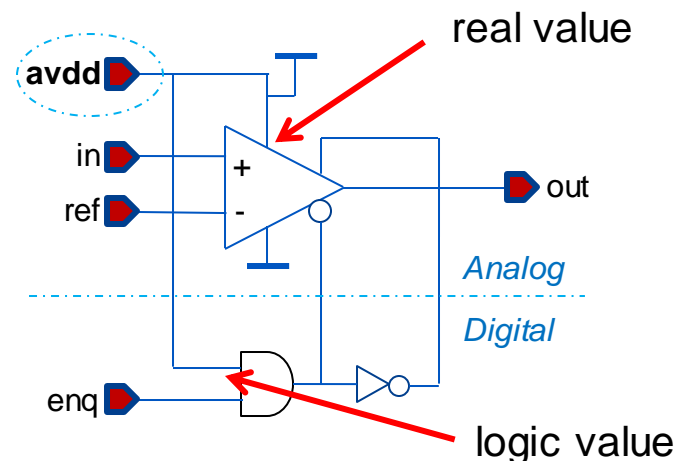 real value
avdd
in
+
ref
-
out
Analog
Digital
enq
logic value